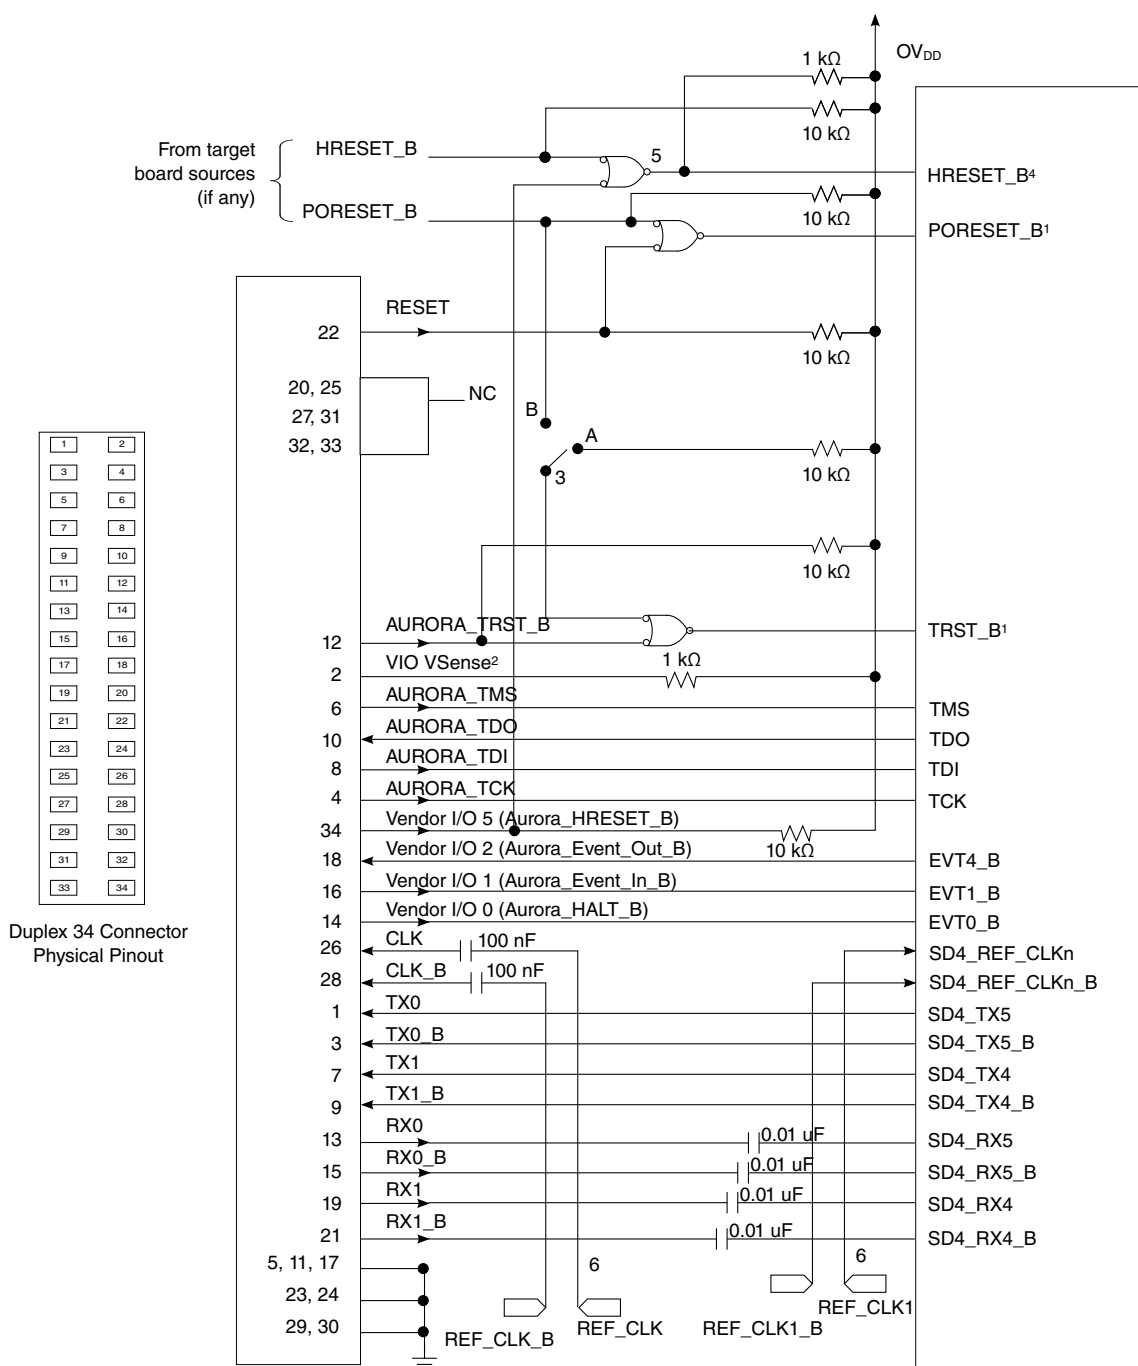 OVDD
1 kΩ
10 kΩ
From target
board sources
(if any)
HRESET_B
5
HRESET_B4
PORESET_B
10 kΩ
PORESET_B1
RESET
22
10 kΩ
20, 25
27, 31
32, 33
NC
B
A
3
10 kΩ
10 kΩ
1 2
3 4
5 6
7 8
9 10
11 12
13 14
15 16
17 18
19 20
21 22
23 24
25 26
27 28
29 30
31 32
33 34
Duplex 34 Connector
Physical Pinout
12 AURORA_TRST_B TRST_B1
2 VIO VSense2 1 kΩ
6 AURORA_TMS TMS
10 AURORA_TDO TDO
8 AURORA_TDI TDI
4 AURORA_TCK TCK
34 Vendor I/O 5 (Aurora_HRESET_B) 10 kΩ
18 Vendor I/O 2 (Aurora_Event_Out_B) EVT4_B
16 Vendor I/O 1 (Aurora_Event_In_B) EVT1_B
14 Vendor I/O 0 (Aurora_HALT_B) EVT0_B
26 CLK 100 nF SD4_REF_CLKn
28 CLK_B 100 nF SD4_REF_CLKn_B
1 TX0 SD4_TX5
3 TX0_B SD4_TX5_B
7 TX1 SD4_TX4
9 TX1_B SD4_TX4_B
13 RX0 0.01 uF SD4_RX5
15 RX0_B 0.01 uF SD4_RX5_B
19 RX1 0.01 uF SD4_RX4
21 RX1_B 0.01 uF SD4_RX4_B
5, 11, 17
23, 24
29, 30
6
6
REF_CLK_B REF_CLK REF_CLK1_B REF_CLK1